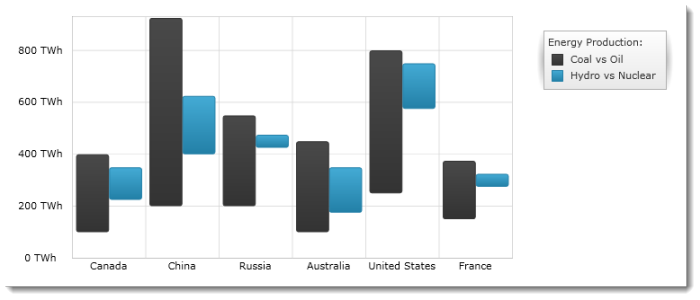 800 TWh
600 TWh
400 TWh
200 TWh
0 TWh
Canada
China
Russia
Australia
United States
France
Energy Production:
Coal vs Oil
Hydro vs Nuclear